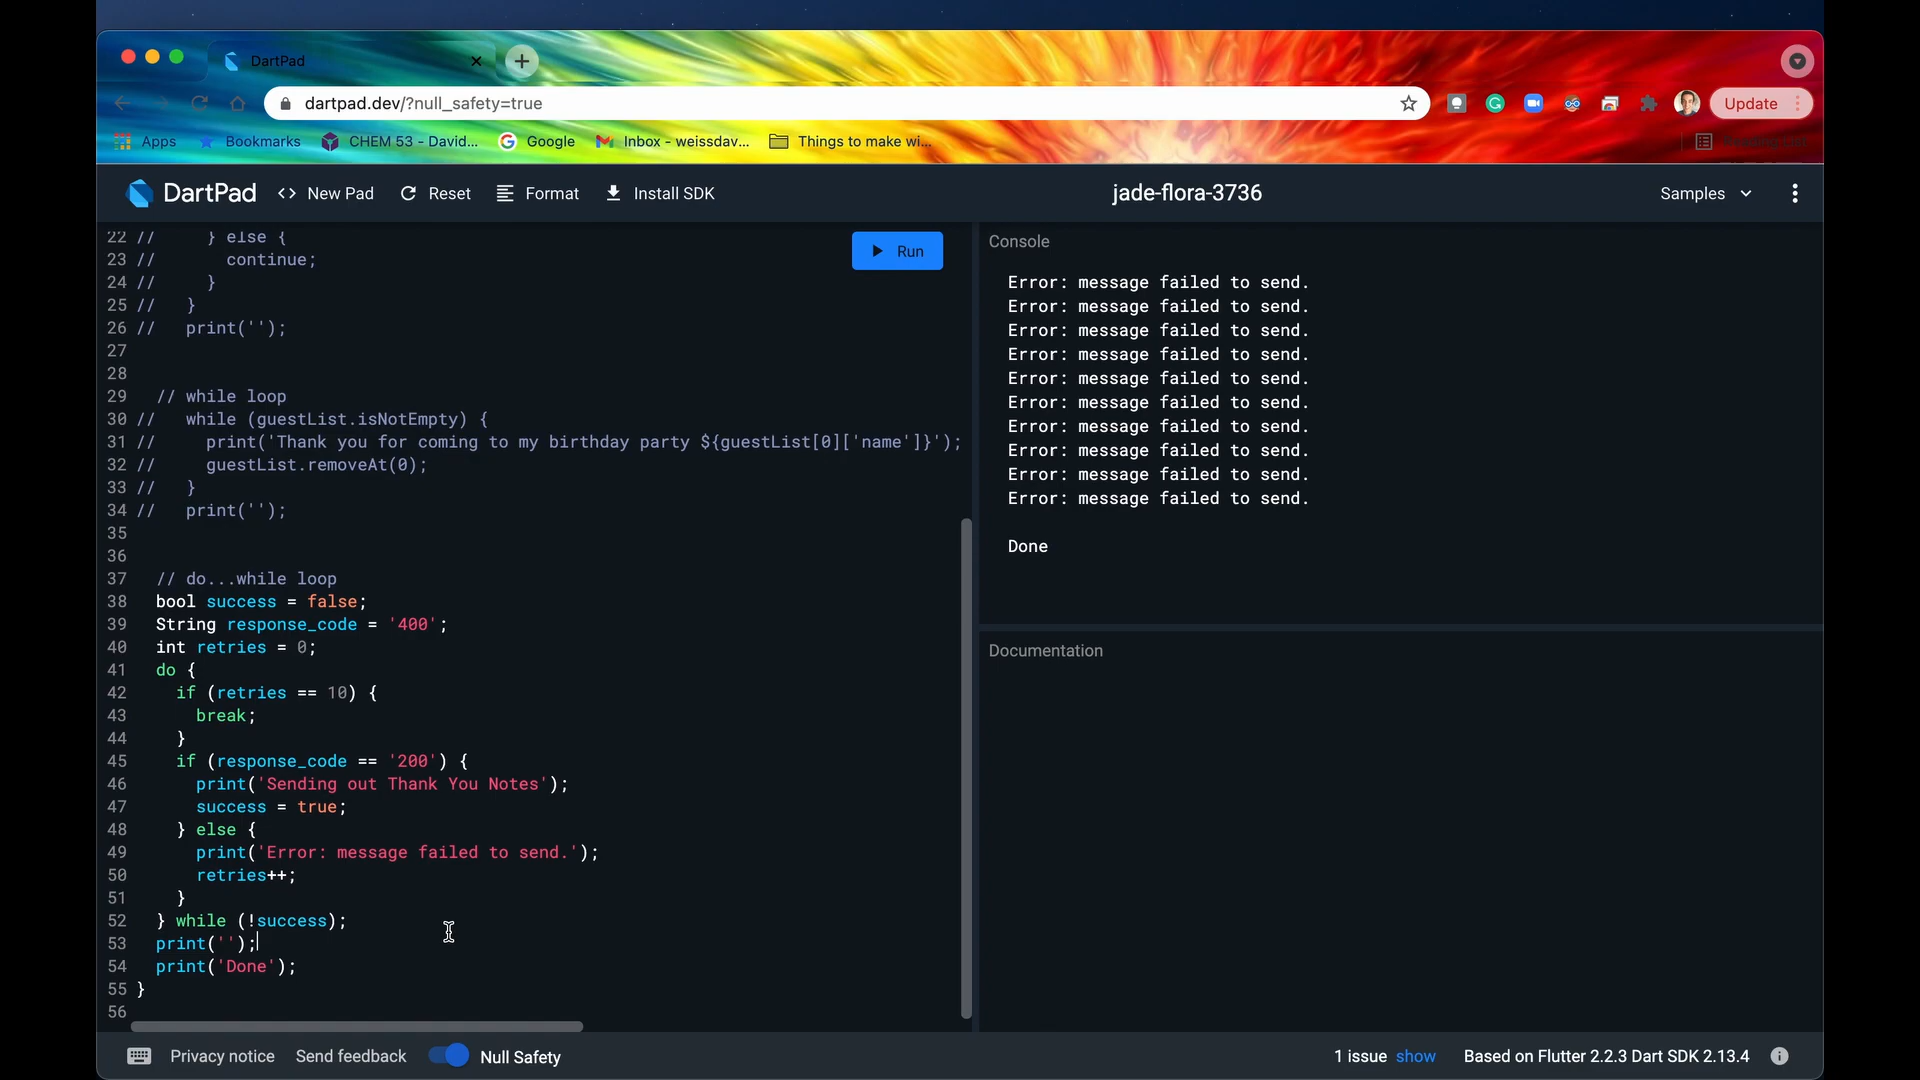 DartPad
dartpad.dev/?null_safety=true
Update
Apps
Bookmarks
CHEM 53 - David...
Google
Inbox - weissdav...
Things to make wi...
DartPad
<> New Pad
Reset
Format
Install SDK
jade-flora-3736
Samples
22 //     } else {
23 //       continue;
24 //     }
25 //   }
26 //   print('');
27
28
29   // while loop
30 //   while (guestList.isNotEmpty) {
31 //     print('Thank you for coming to my birthday party ${guestList[0]['name']}');
32 //     guestList.removeAt(0);
33 //   }
34 //   print('');
35
36
37   // do...while loop
38   bool success = false;
39   String response_code = '400';
40   int retries = 0;
41   do {
42     if (retries == 10) {
43       break;
44     }
45     if (response_code == '200') {
46       print('Sending out Thank You Notes');
47       success = true;
48     } else {
49       print('Error: message failed to send.');
50       retries++;
51     }
52   } while (!success);
53   print('');
54   print('Done');
55 }
56
Run
Console
Error: message failed to send.
Error: message failed to send.
Error: message failed to send.
Error: message failed to send.
Error: message failed to send.
Error: message failed to send.
Error: message failed to send.
Error: message failed to send.
Error: message failed to send.
Error: message failed to send.
Done
Documentation
Privacy notice
Send feedback
Null Safety
1 issue show
Based on Flutter 2.2.3 Dart SDK 2.13.4